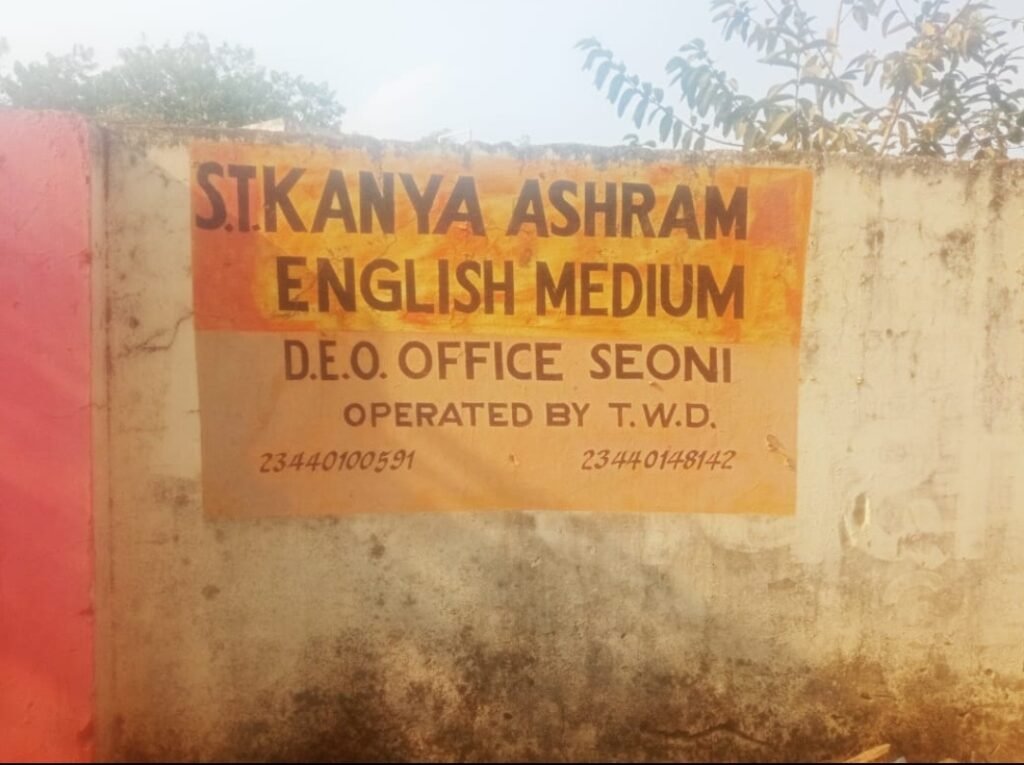 S.T.KANYA ASHRAM
ENGLISH MEDIUM
D.E.O. OFFICE SEONI
OPERATED BY T.W.D.
23440100591 23440148142